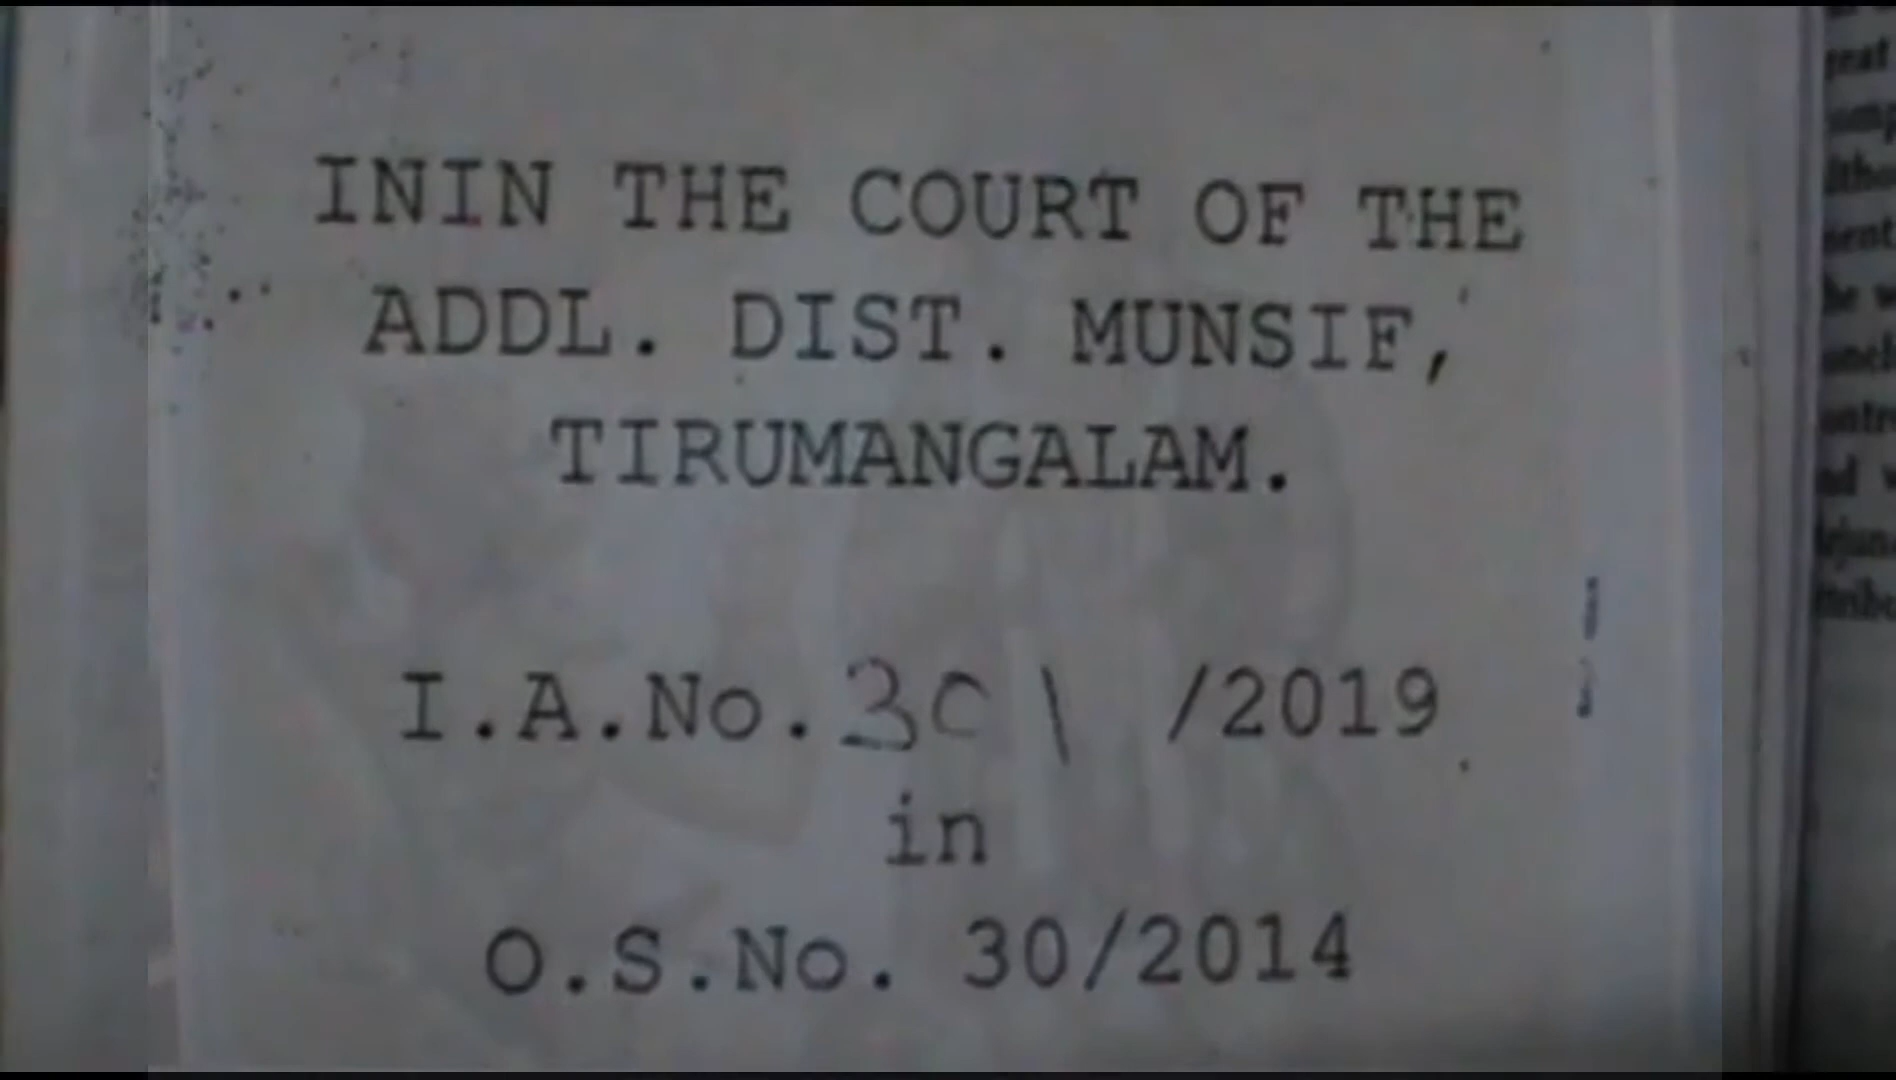 ININ THE COURT OF THE
ADDL. DIST. MUNSIF,
TIRUMANGALAM.
I.A.No.301 /2019
in
O.S.No. 30/2014